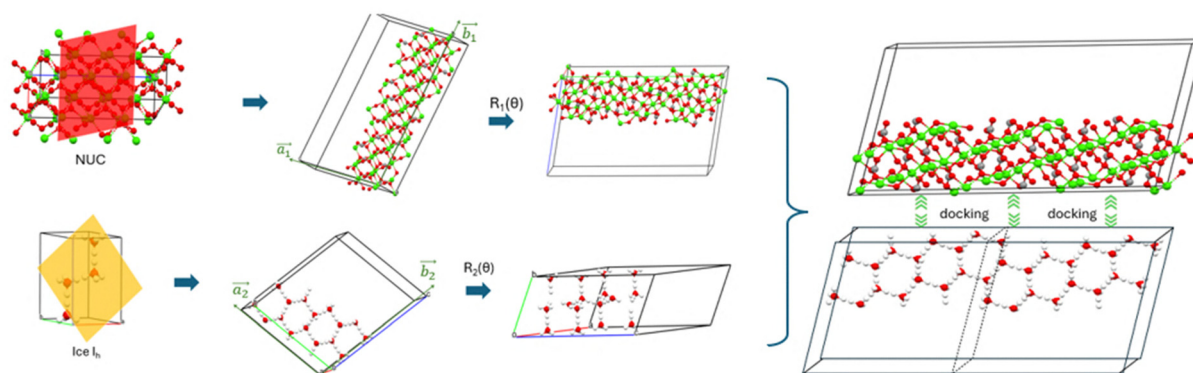 NUC
a₁
b₁
R₁(θ)
docking docking
Ice Iₕ
a₂
b₂
R₂(θ)